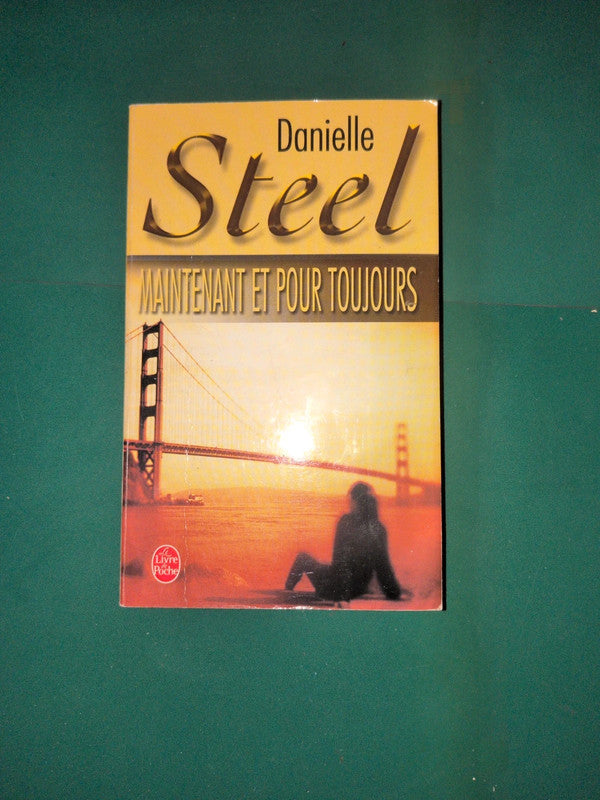 Danielle
Steel
MAINTENANT ET POUR TOUJOURS
Le
Livre
de
Poche